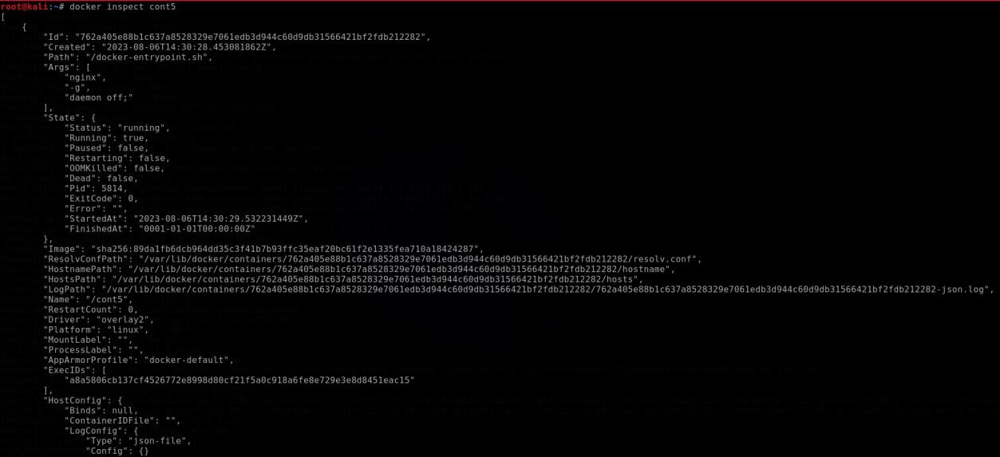 root@kali:~# docker inspect cont5
[
    {
        "Id": "762a405e88b1c637a8528329e7061edb3d944c60d9db31566421bf2fdb212282",
        "Created": "2023-08-06T14:30:28.453081862Z",
        "Path": "/docker-entrypoint.sh",
        "Args": [
            "nginx",
            "-g",
            "daemon off;"
        ],
        "State": {
            "Status": "running",
            "Running": true,
            "Paused": false,
            "Restarting": false,
            "OOMKilled": false,
            "Dead": false,
            "Pid": 5814,
            "ExitCode": 0,
            "Error": "",
            "StartedAt": "2023-08-06T14:30:29.532231449Z",
            "FinishedAt": "0001-01-01T00:00:00Z"
        },
        "Image": "sha256:89da1fb6dcb964dd35c3f41b7b93ffc35eaf20bc61f2e1335fea710a18424287",
        "ResolvConfPath": "/var/lib/docker/containers/762a405e88b1c637a8528329e7061edb3d944c60d9db31566421bf2fdb212282/resolv.conf",
        "HostnamePath": "/var/lib/docker/containers/762a405e88b1c637a8528329e7061edb3d944c60d9db31566421bf2fdb212282/hostname",
        "HostsPath": "/var/lib/docker/containers/762a405e88b1c637a8528329e7061edb3d944c60d9db31566421bf2fdb212282/hosts",
        "LogPath": "/var/lib/docker/containers/762a405e88b1c637a8528329e7061edb3d944c60d9db31566421bf2fdb212282/762a405e88b1c637a8528329e7061edb3d944c60d9db31566421bf2fdb212282-json.log",
        "Name": "/cont5",
        "RestartCount": 0,
        "Driver": "overlay2",
        "Platform": "linux",
        "MountLabel": "",
        "ProcessLabel": "",
        "AppArmorProfile": "docker-default",
        "ExecIDs": [
            "a8a5806cb137cf4526772e8998d80cf21f5a0c918a6fe8e729e3e8d8451eac15"
        ],
        "HostConfig": {
            "Binds": null,
            "ContainerIDFile": "",
            "LogConfig": {
                "Type": "json-file",
                "Config": {}